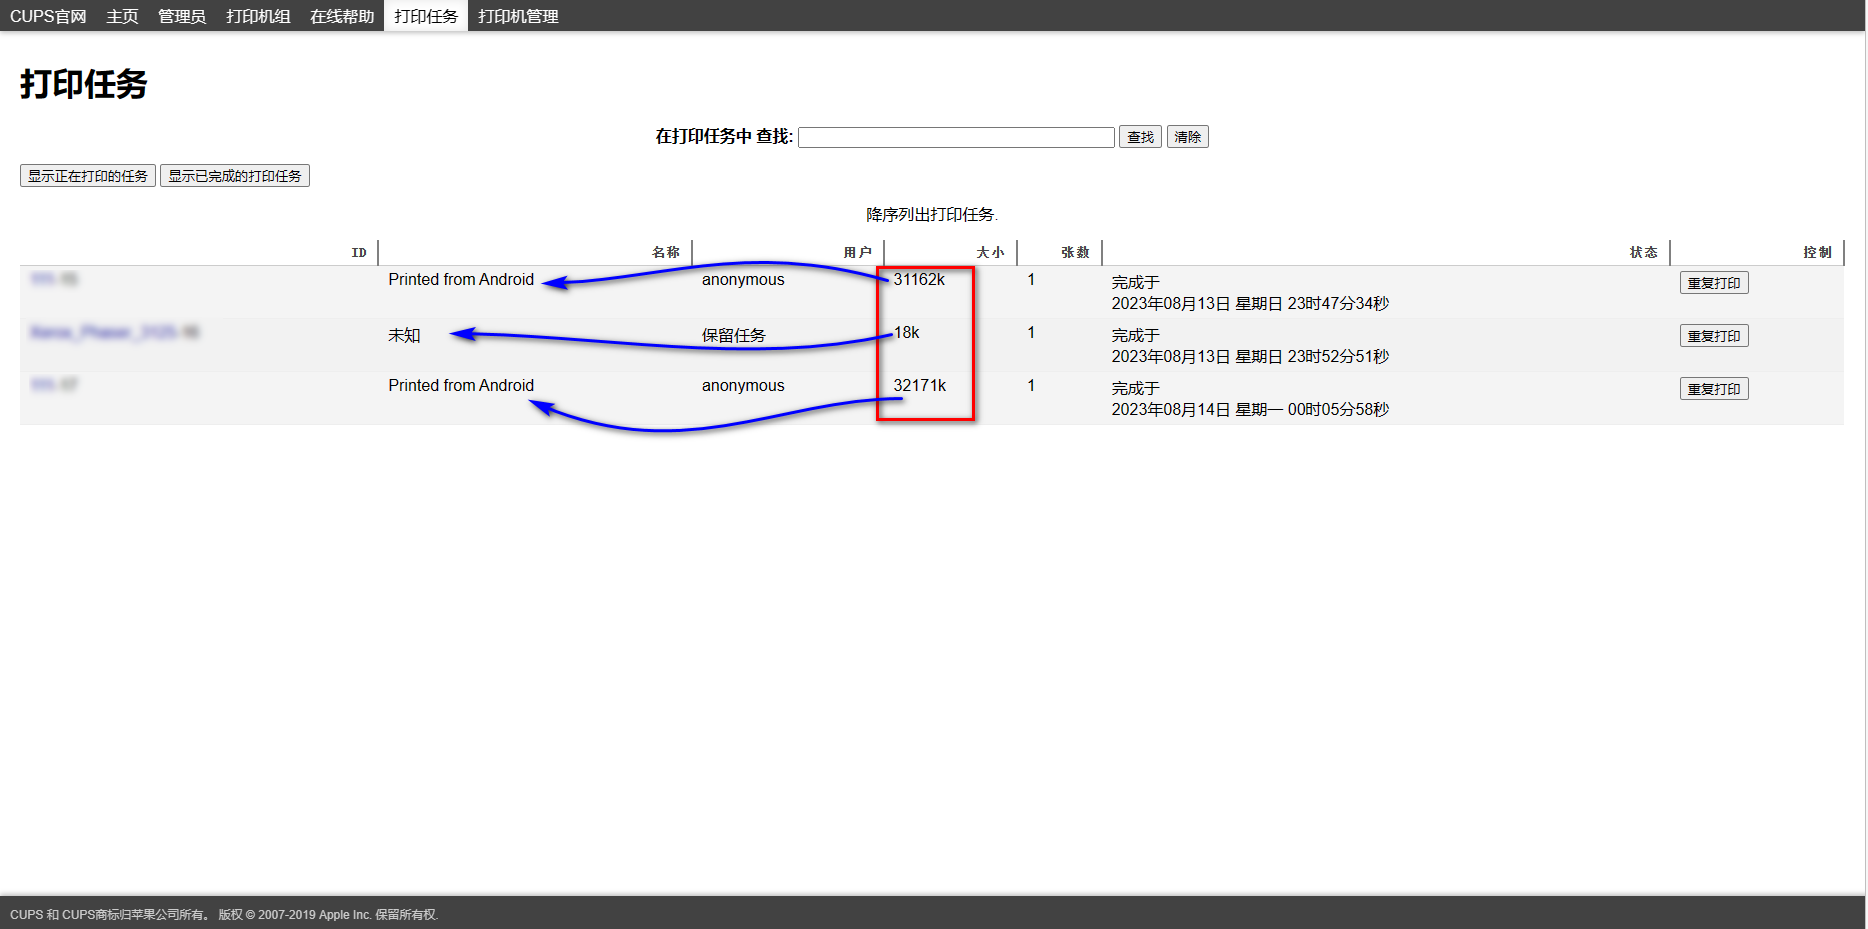 CUPS官网 主页 管理员 打印机组 在线帮助 打印任务 打印机管理
打印任务
在打印任务中 查找: 查找 清除
显示正在打印的任务 显示已完成的打印任务
降序列出打印任务.
ID 名称 用户 大小 张数 状态 控制
Printed from Android anonymous 31162k 1 完成于 重复打印
2023年08月13日 星期日 23时47分34秒
未知 保留任务 18k 1 完成于 重复打印
2023年08月13日 星期日 23时52分51秒
Printed from Android anonymous 32171k 1 完成于 重复打印
2023年08月14日 星期一 00时05分58秒
CUPS 和 CUPS商标归苹果公司所有。 版权 © 2007-2019 Apple Inc. 保留所有权.